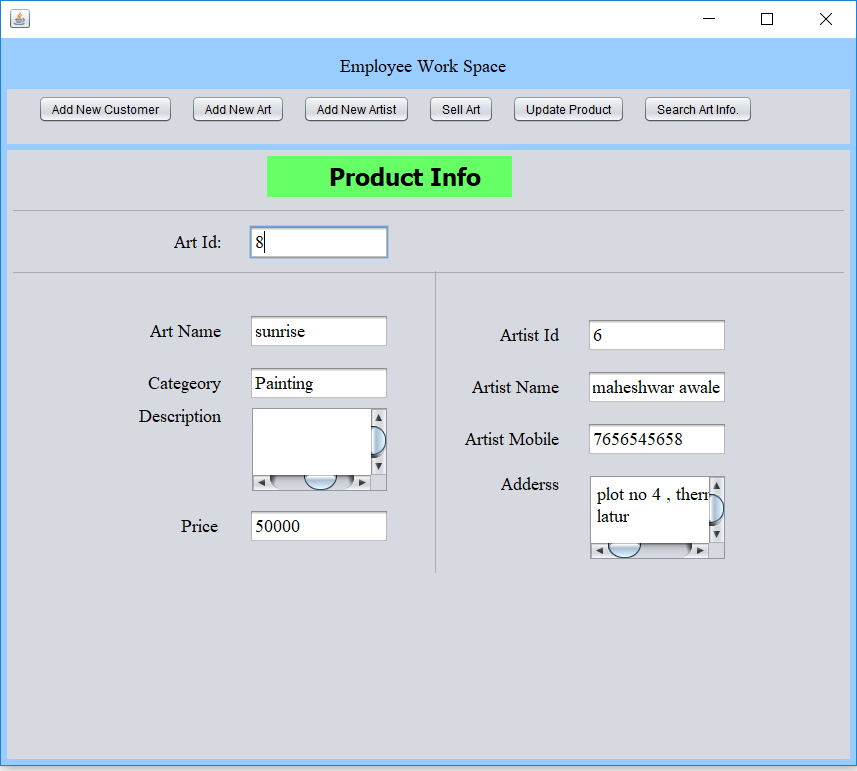 Employee Work Space
Add New Customer Add New Art Add New Artist Sell Art Update Product Search Art Info.
Product Info
Art Id: 8
Art Name sunrise
Categeory Painting
Description
Price 50000
Artist Id 6
Artist Name maheshwar awale
Artist Mobile 7656545658
Adderss plot no 4 ,
latur